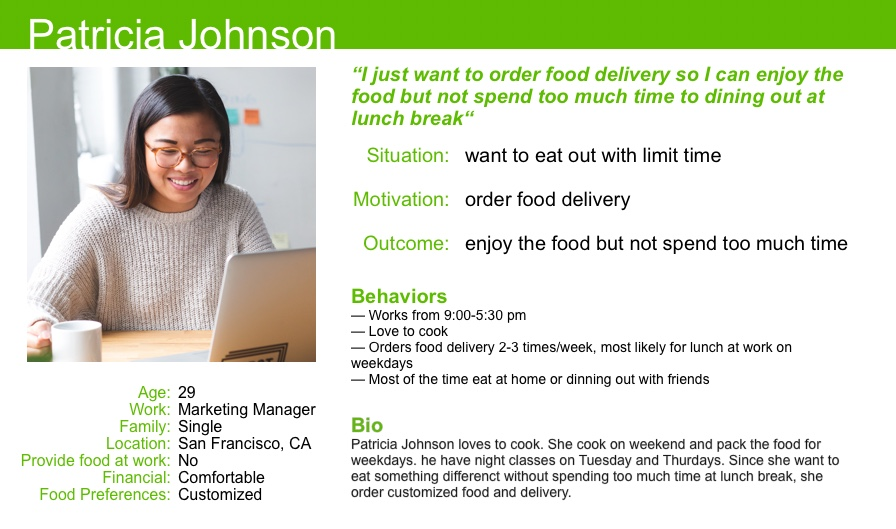 Patricia Johnson
“I just want to order food delivery so I can enjoy the
food but not spend too much time to dining out at
lunch break“
Situation: want to eat out with limit time
Motivation: order food delivery
Outcome: enjoy the food but not spend too much time
Behaviors
— Works from 9:00-5:30 pm
— Love to cook
— Orders food delivery 2-3 times/week, most likely for lunch at work on
weekdays
— Most of the time eat at home or dinning out with friends
Age: 29
Work: Marketing Manager
Family: Single
Location: San Francisco, CA
Provide food at work: No
Financial: Comfortable
Food Preferences: Customized
Bio
Patricia Johnson loves to cook. She cook on weekend and pack the food for
weekdays. he have night classes on Tuesday and Thurdays. Since she want to
eat something differenct without spending too much time at lunch break, she
order customized food and delivery.